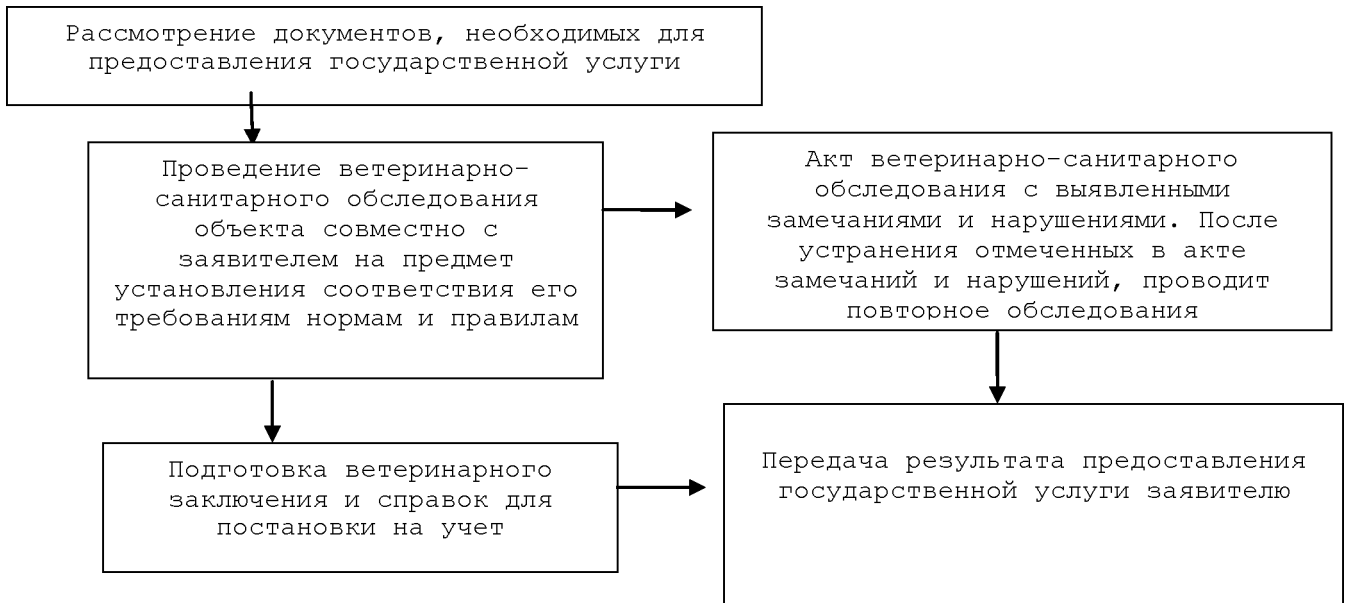 Рассмотрение документов, необходимых для
предоставления государственной услуги
Проведение ветеринарно-
санитарного обследования
объекта совместно с
заявителем на предмет
установления соответствия его
требованиям нормам и правилам
Акт ветеринарно-санитарного
обследования с выявленными
замечаниями и нарушениями. После
устранения отмеченных в акте
замечаний и нарушений, проводит
повторное обследования
Подготовка ветеринарного
заключения и справок для
постановки на учет
Передача результата предоставления
государственной услуги заявителю